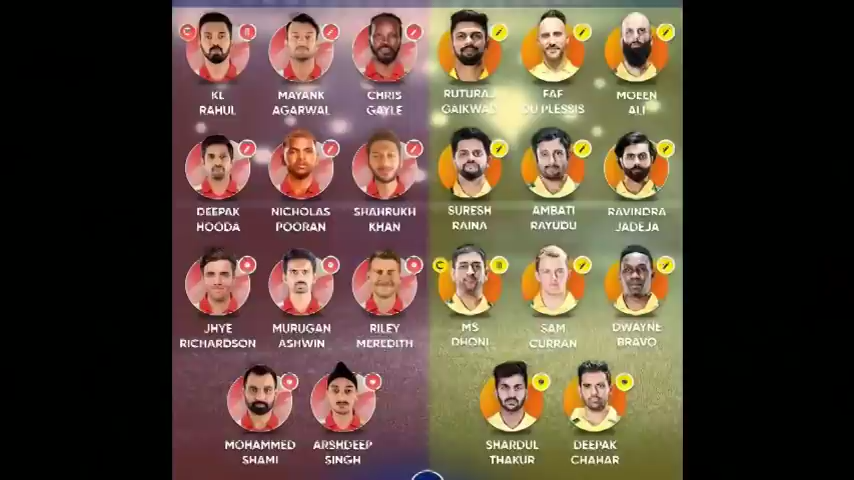 C
KL
RAHUL
MAYANK
AGARWAL
CHRIS
GAYLE
DEEPAK
HOODA
NICHOLAS
POORAN
SHAHRUKH
KHAN
JHYE
RICHARDSON
MURUGAN
ASHWIN
RILEY
MEREDITH
MOHAMMED
SHAMI
ARSHDEEP
SINGH
RUTURAJ
GAIKWAD
FAF
DU PLESSIS
MOEEN
ALI
SURESH
RAINA
AMBATI
RAYUDU
RAVINDRA
JADEJA
C
MS
DHONI
SAM
CURRAN
DWAYNE
BRAVO
SHARDUL
THAKUR
DEEPAK
CHAHAR